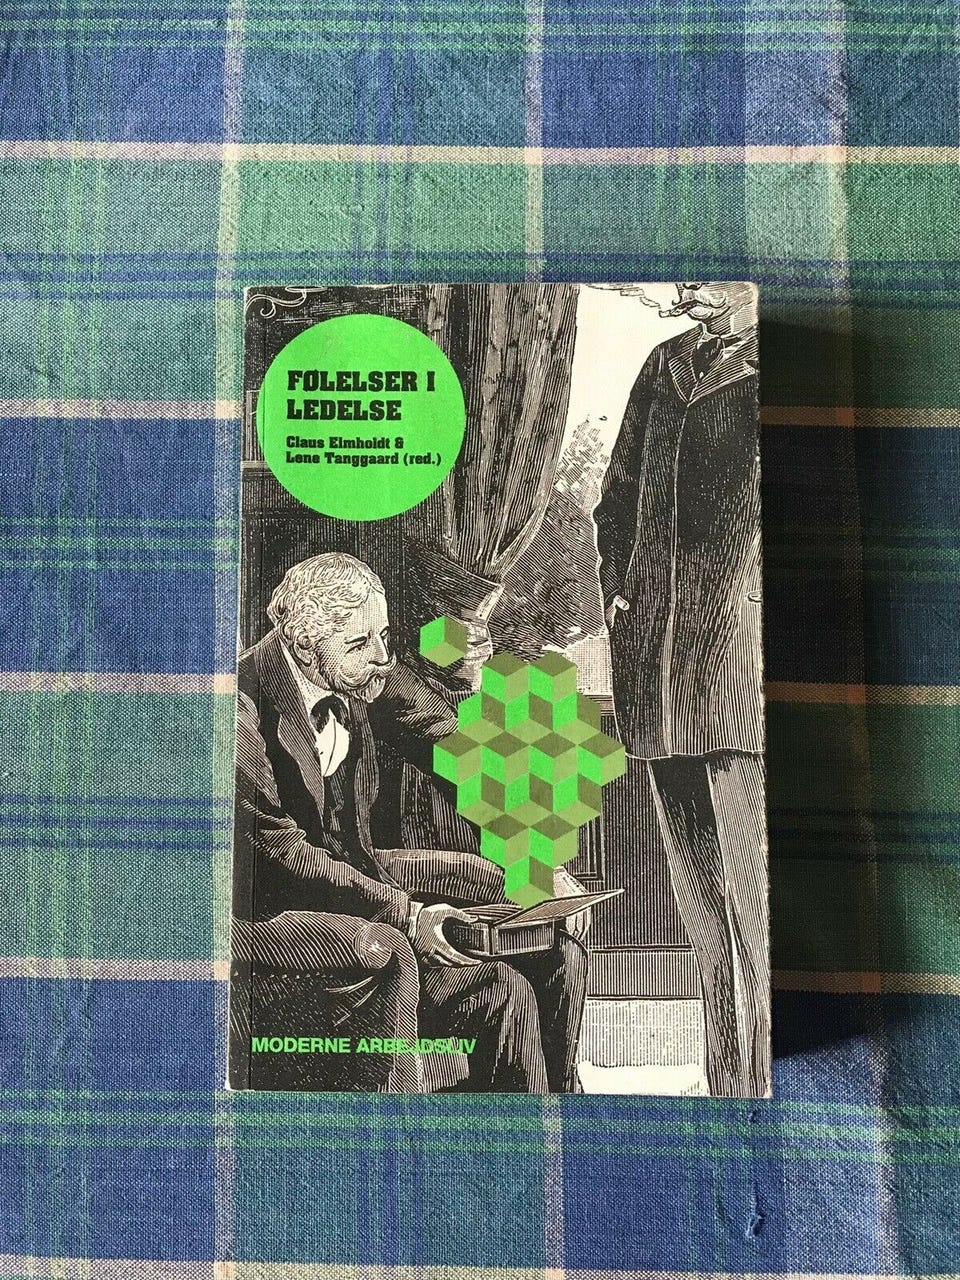 FØLELSER I
LEDELSE
Claus Elmholdt &
Lene Tanggaard (red.)
MODERNE ARBEJDSLIV